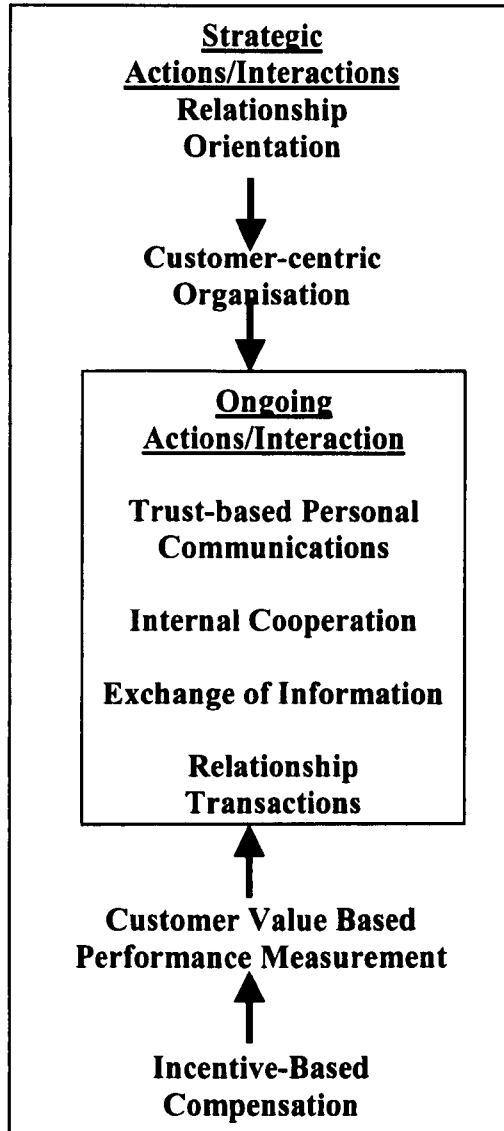 Strategic
Actions/Interactions
Relationship
Orientation
Customer-centric
Organisation
Ongoing
Actions/Interaction
Trust-based Personal
Communications
Internal Cooperation
Exchange of Information
Relationship
Transactions
Customer Value Based
Performance Measurement
Incentive-Based
Compensation